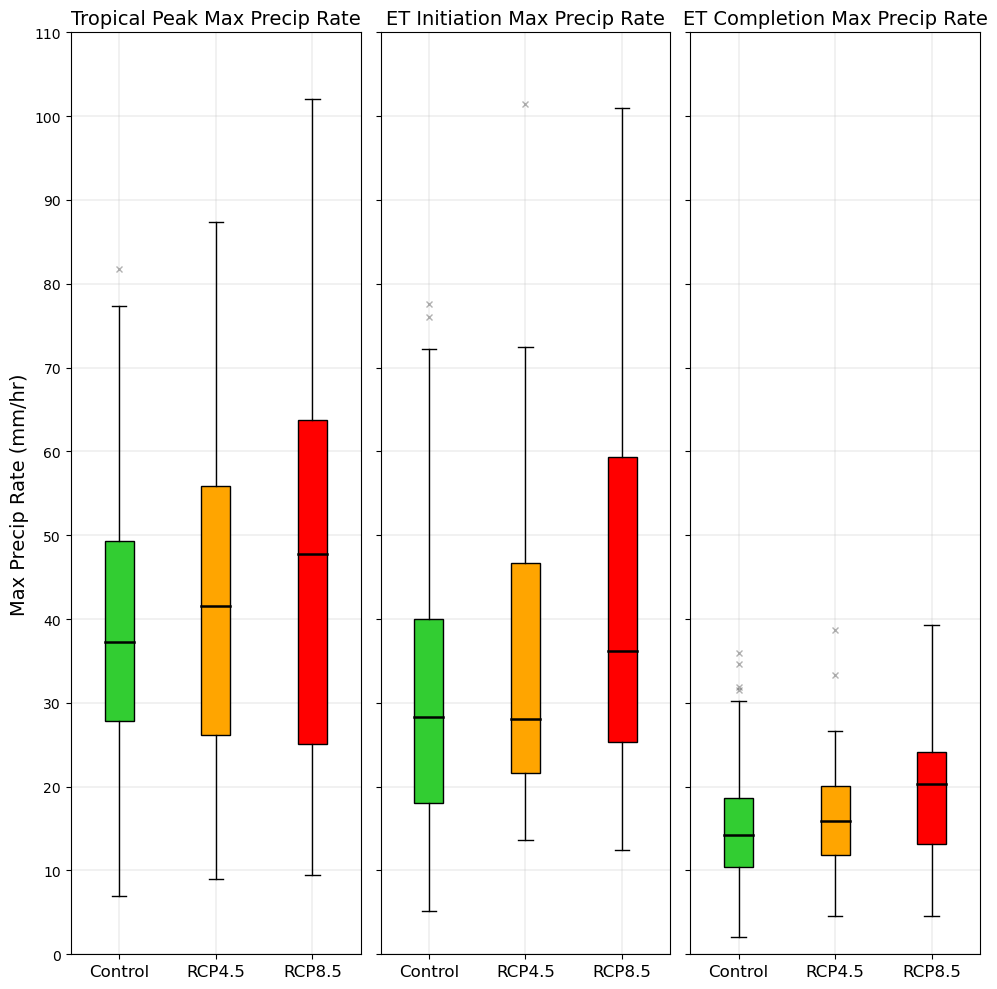 Tropical Peak Max Precip Rate
ET Initiation Max Precip Rate
ET Completion Max Precip Rate
Max Precip Rate (mm/hr)
110
100
90
80
70
60
50
40
30
20
10
0
Control RCP4.5 RCP8.5
Control RCP4.5 RCP8.5
Control RCP4.5 RCP8.5